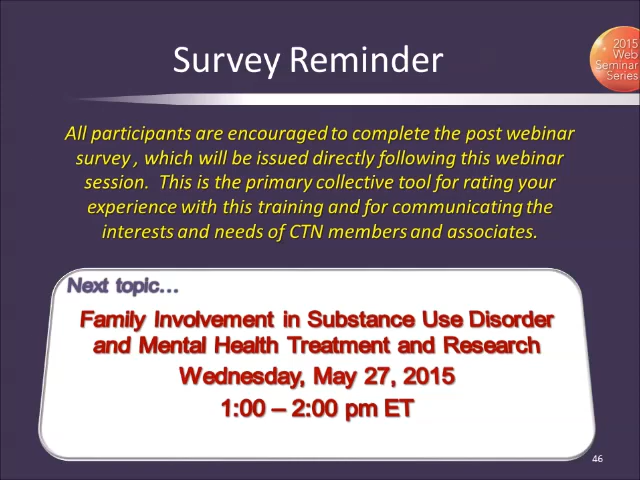 Survey Reminder
2015
Web
Seminar
Series
All participants are encouraged to complete the post webinar
survey , which will be issued directly following this webinar
session.  This is the primary collective tool for rating your
experience with this training and for communicating the
interests and needs of CTN members and associates.
Next topic…
Family Involvement in Substance Use Disorder
and Mental Health Treatment and Research
Wednesday, May 27, 2015
1:00 – 2:00 pm ET
46